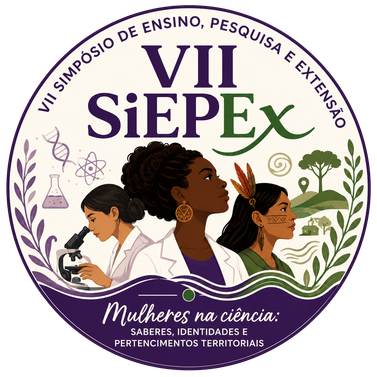 VII SIMPÓSIO DE ENSINO, PESQUISA E EXTENSÃO
VII
SiEPEx
Mulheres na ciência:
SABERES, IDENTIDADES E
PERTENCIMENTOS TERRITORIAIS